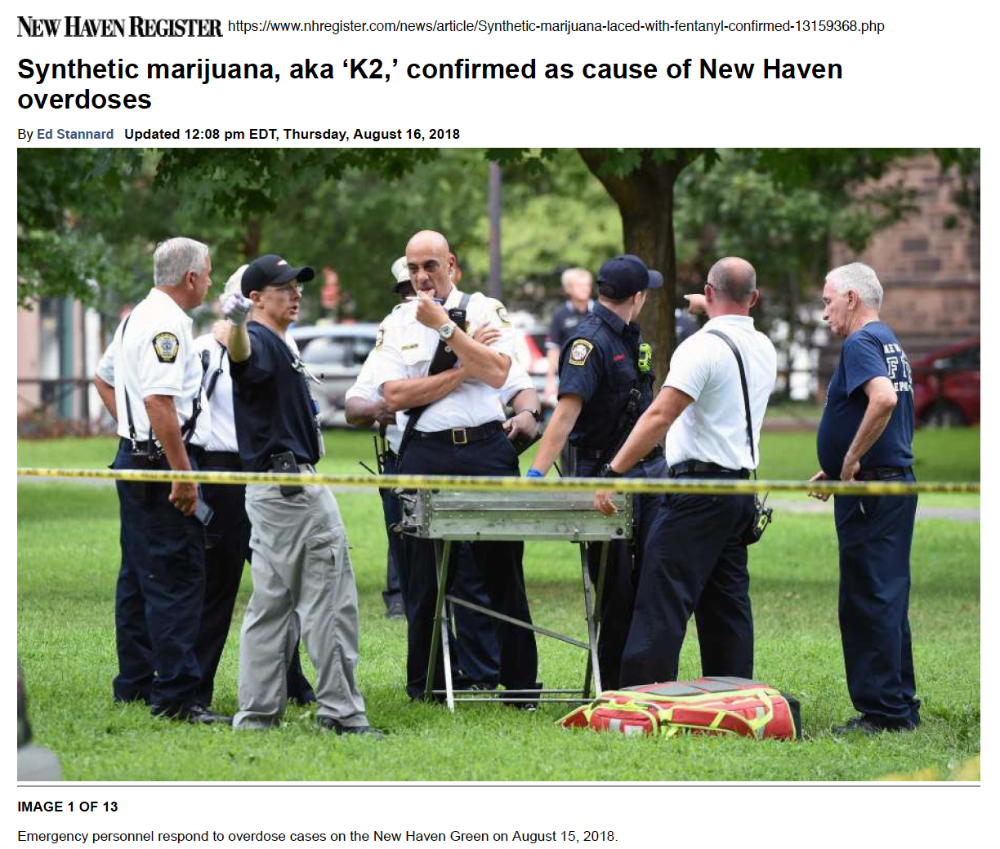 NEW HAVEN REGISTER https://www.nhregister.com/news/article/Synthetic-marijuana-laced-with-fentanyl-confirmed-13159368.php
Synthetic marijuana, aka ‘K2,’ confirmed as cause of New Haven
overdoses
By Ed Stannard Updated 12:08 pm EDT, Thursday, August 16, 2018
IMAGE 1 OF 13
Emergency personnel respond to overdose cases on the New Haven Green on August 15, 2018.